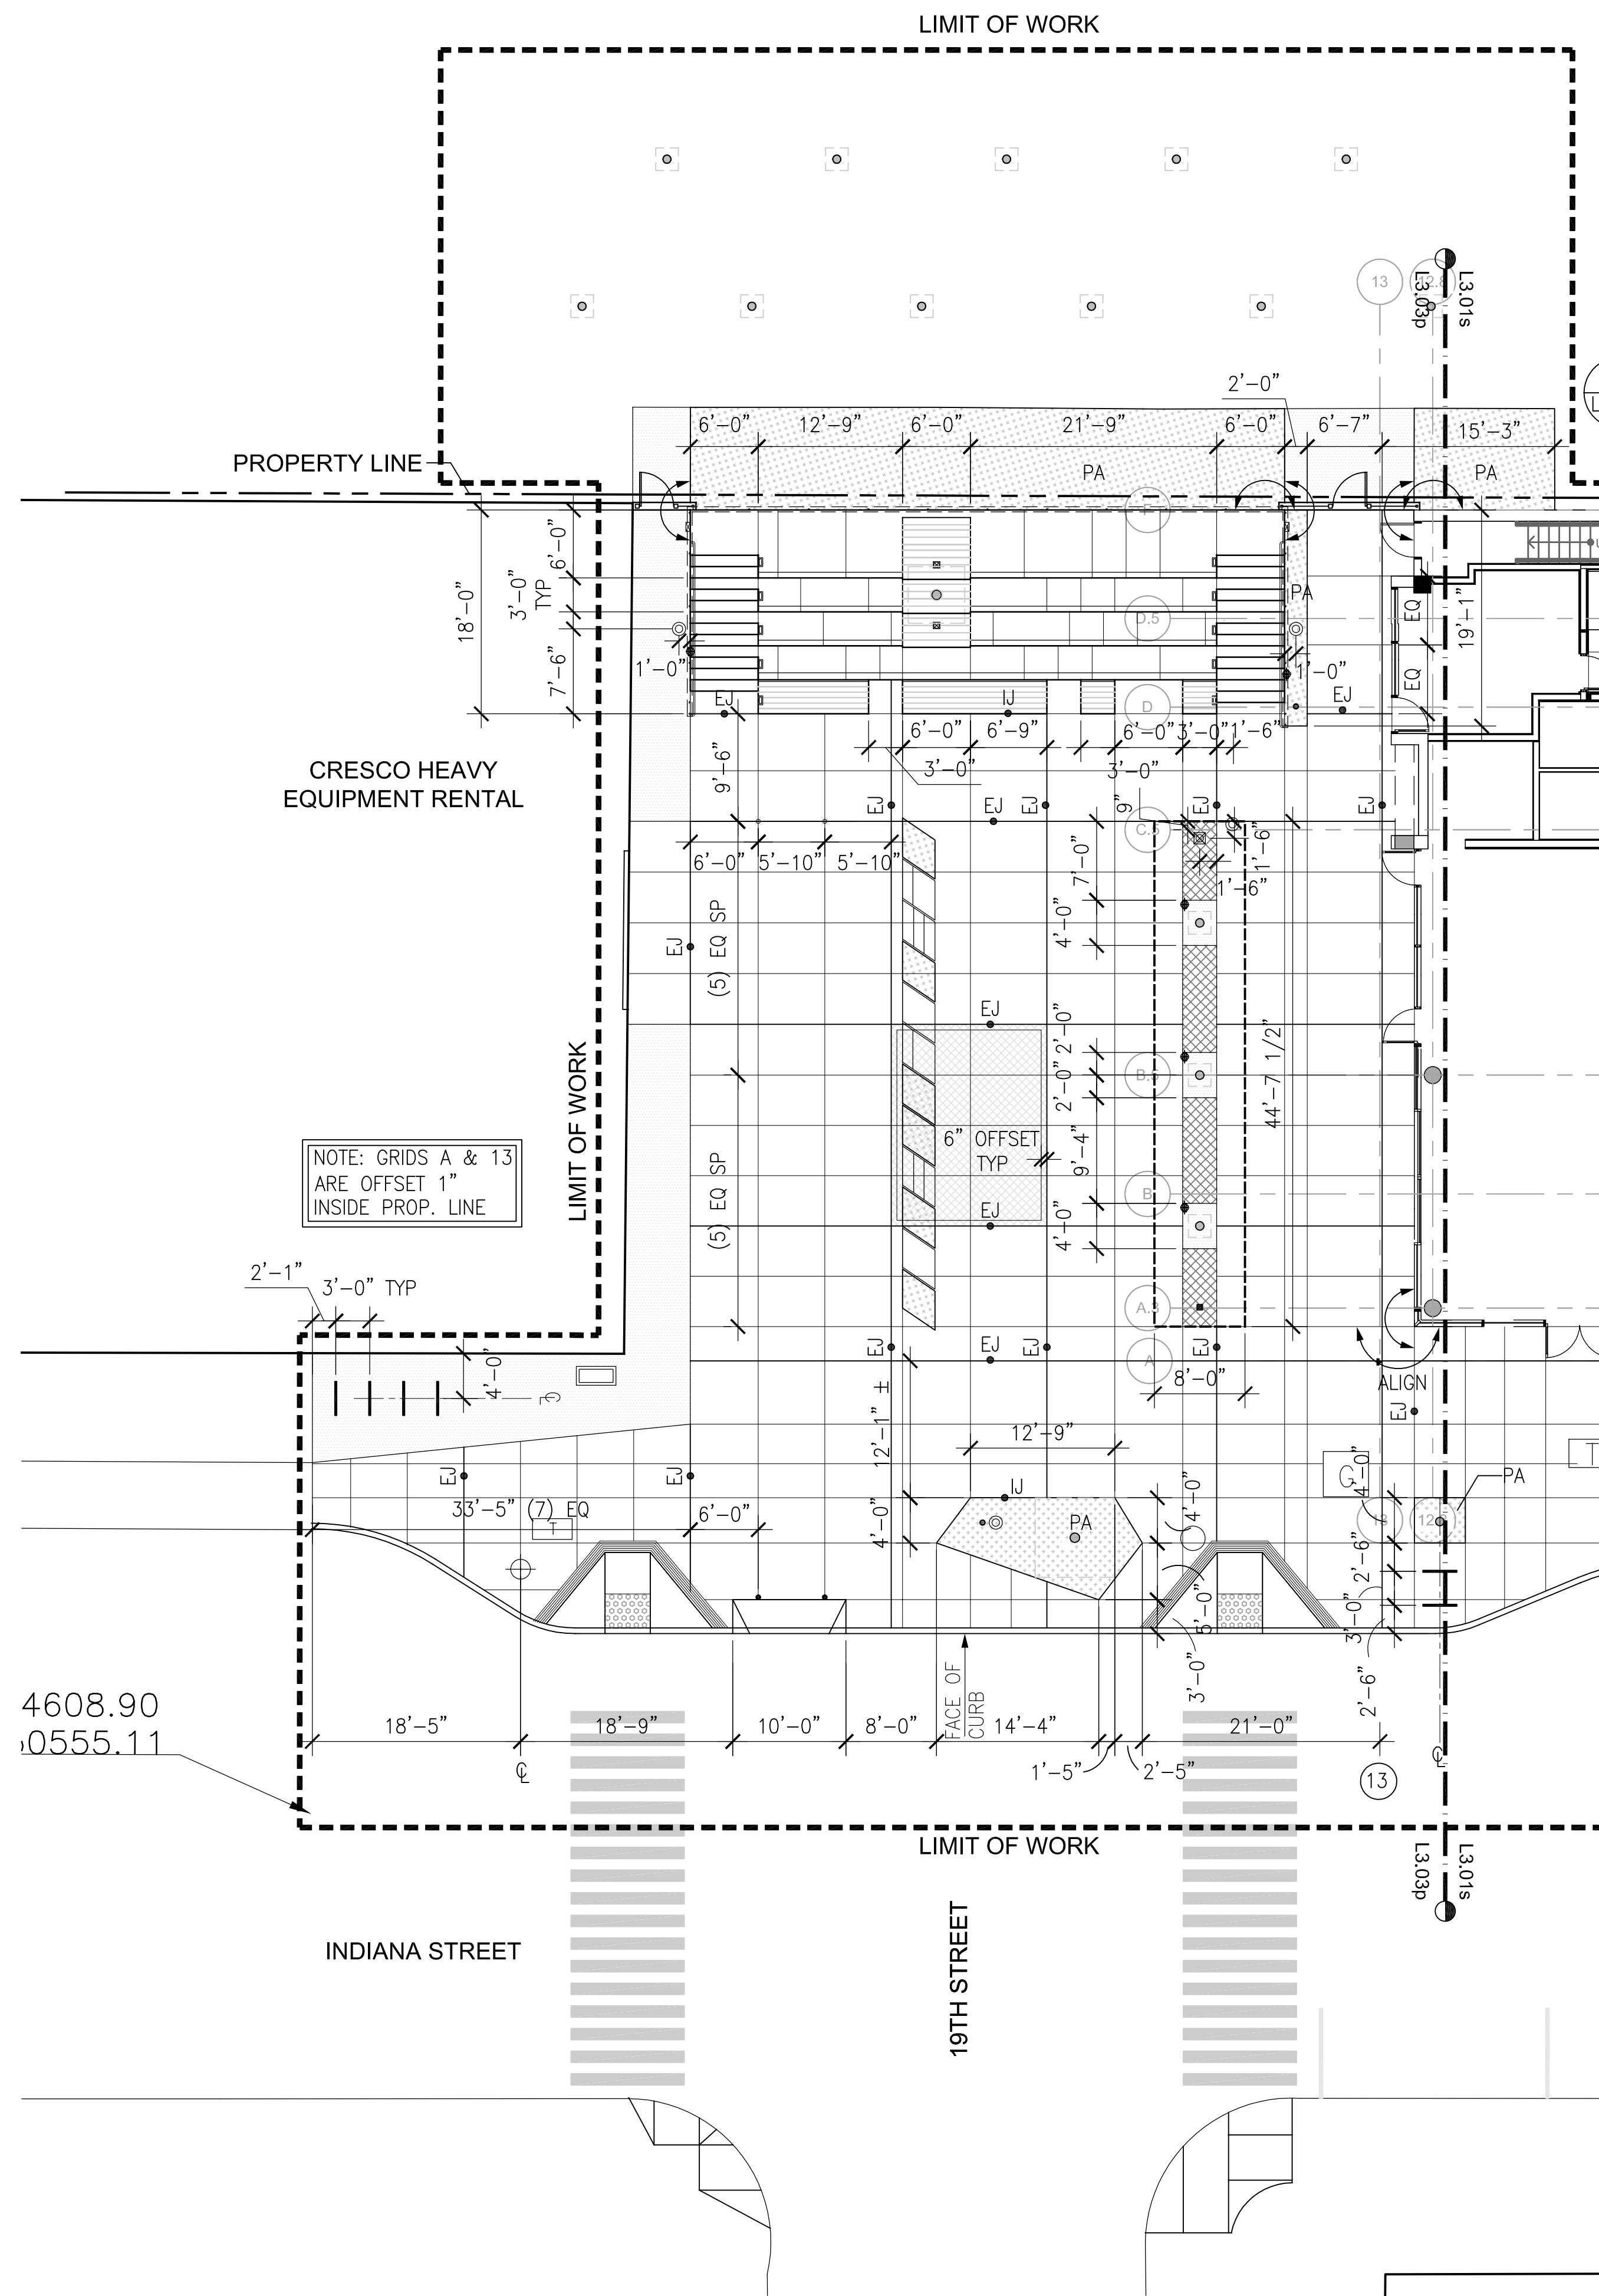 LIMIT OF WORK
L3.03p
L3.01s
13
12.8
2'-0"
6'-0"
12'-9"
6'-0"
21'-9"
6'-0"
6'-7"
15'-3"
PROPERTY LINE
PA
PA
18'-0"
6'-0"
3'-0"
TYP
7'-6"
1'-0"
D.5
PA
1'-0"
EQ
EQ
19'-1"
EJ
IJ
D
EJ
CRESCO HEAVY
EQUIPMENT RENTAL
9'-6"
6'-0"
6'-9"
6'-0"
3'-0"
1'-6"
3'-0"
3'-0"
EJ
EJ
EJ
EJ
EJ
9"
6'-0"
5'-10"
5'-10"
7'-0"
1'-6"
1'-6"
4'-0"
EJ
(5) EQ SP
EJ
2'-0"
2'-0"
44'-7 1/2"
LIMIT OF WORK
6" OFFSET
TYP
9'-4"
NOTE: GRIDS A & 13
ARE OFFSET 1"
INSIDE PROP. LINE
B
(5) EQ SP
EJ
4'-0"
2'-1"
3'-0" TYP
EJ
EJ
EJ
EJ
A
4'-0"
8'-0"
ALIGN
EJ
12'-1" ±
12'-9"
EJ
EJ
IJ
4'-0"
G
4'-0"
T
PA
33'-5" (7) EQ
T
6'-0"
4'-0"
PA
2'-6"
5'-0"
3'-0"
3'-0"
2'-6"
FACE OF
CURB
4608.90
0555.11
18'-5"
18'-9"
10'-0"
8'-0"
14'-4"
21'-0"
1'-5"
2'-5"
13
LIMIT OF WORK
L3.03p
L3.01s
INDIANA STREET
19TH STREET